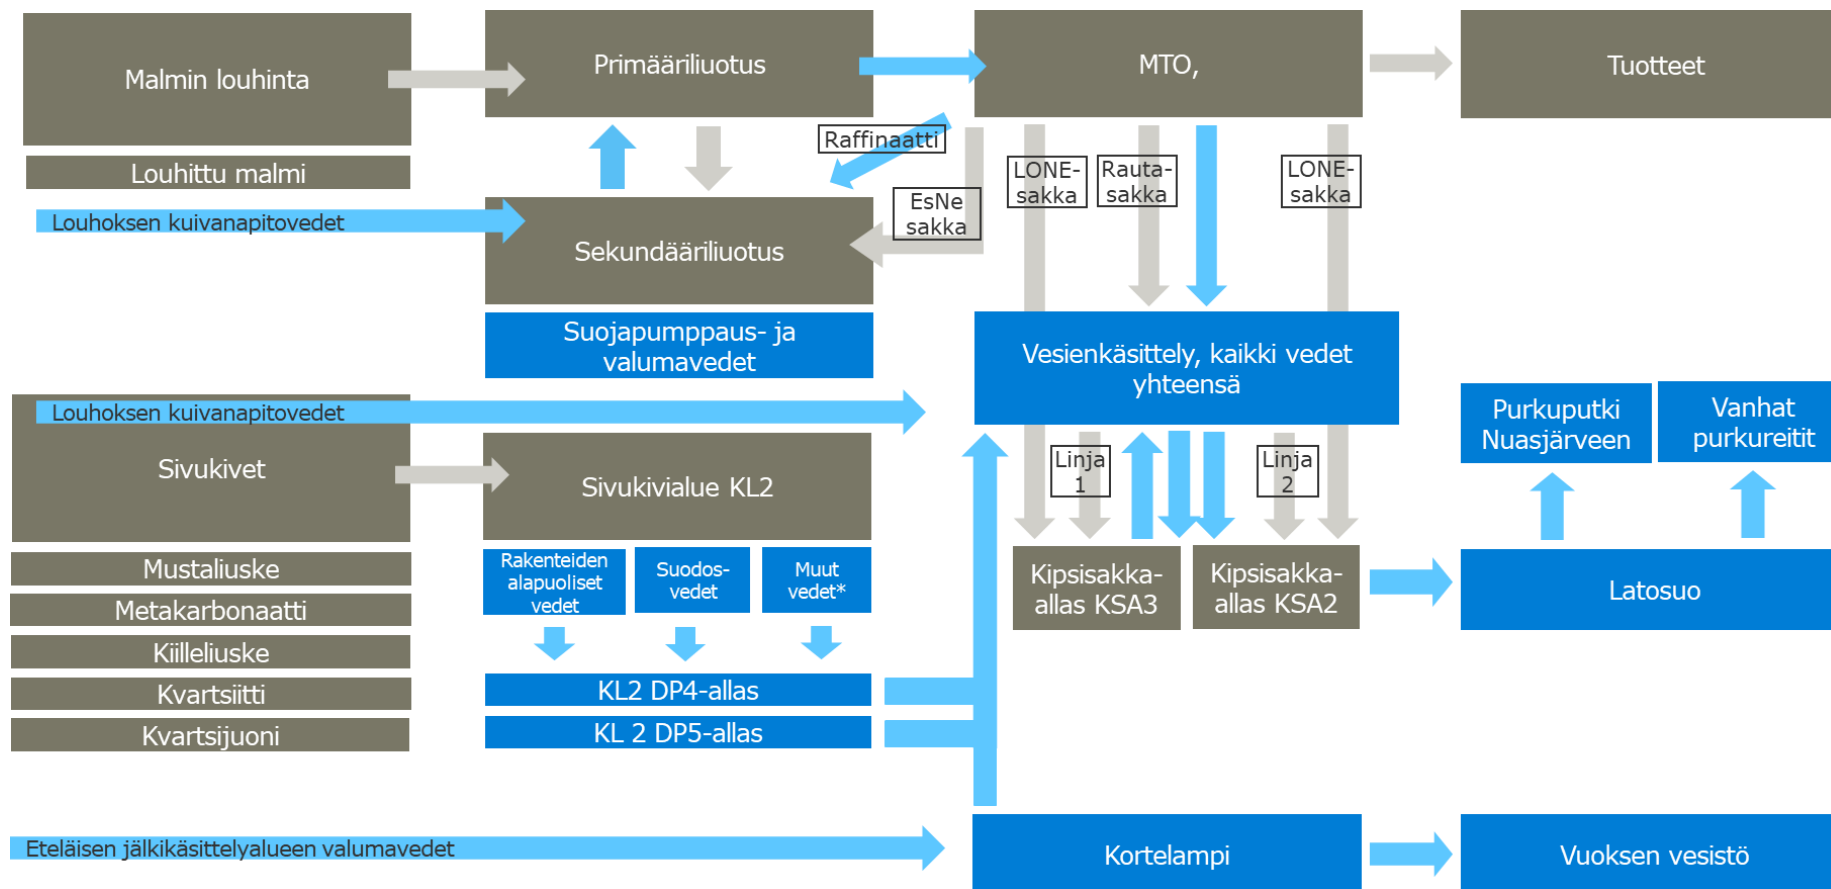 Malmin louhinta
Louhittu malmi
Louhoksen kuivanapitovedet
Primääriliuotus
MTO,
Tuotteet
Raffinaatti
EsNe
sakka
LONE-
sakka
Rauta-
sakka
LONE-
sakka
Sekundääriliuotus
Suojapumppaus- ja
valumavedet
Vesienkäsittely, kaikki vedet
yhteensä
Louhoksen kuivanapitovedet
Sivukivet
Sivukivialue KL2
Linja
1
Linja
2
Purkuputki
Nuasjärveen
Vanhat
purkureitit
Mustaliuske
Metakarbonaatti
Kiilleliuske
Kvartsiitti
Kvartsijuoni
Rakenteiden
alapuoliset
vedet
Suodos-
vedet
Muut
vedet*
KL2 DP4-allas
KL 2 DP5-allas
Kipsisakka-
allas KSA3
Kipsisakka-
allas KSA2
Latosuo
Eteläisen jälkikäsittelyalueen valumavedet
Kortelampi
Vuoksen vesistö